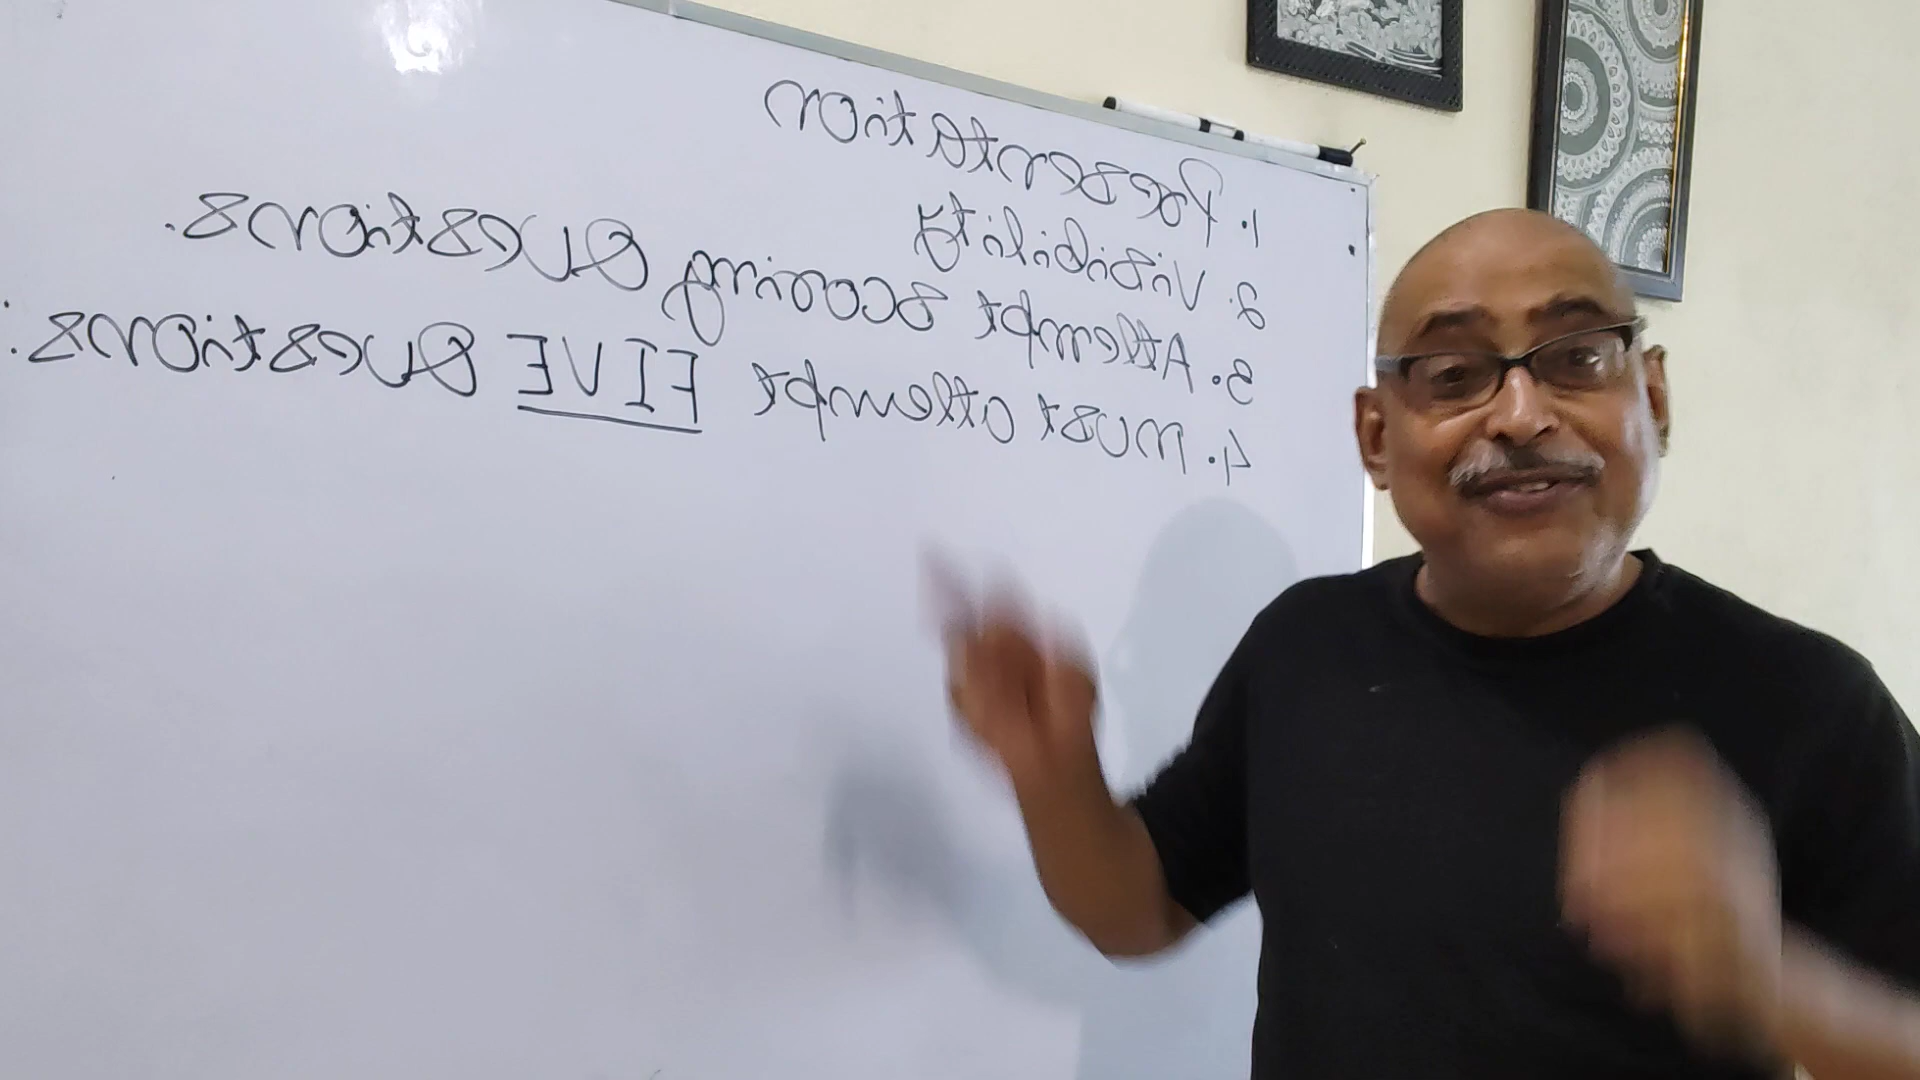 1. Presentation
2. Visibility
3. Attempt scoring Questions.
4. Must attempt FIVE Questions: